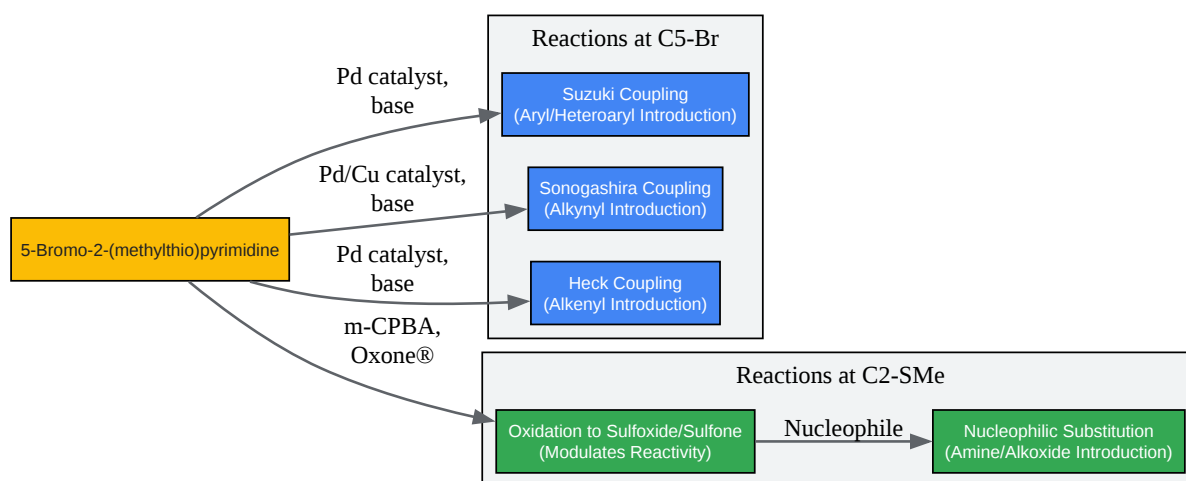 Reactions at C5-Br
Pd catalyst,
base
Suzuki Coupling
(Aryl/Heteroaryl Introduction)
Pd/Cu catalyst,
base
Sonogashira Coupling
(Alkynyl Introduction)
5-Bromo-2-(methylthio)pyrimidine
Pd catalyst,
base
Heck Coupling
(Alkenyl Introduction)
m-CPBA,
Oxone®
Reactions at C2-SMe
Oxidation to Sulfoxide/Sulfone
(Modulates Reactivity)
Nucleophile
Nucleophilic Substitution
(Amine/Alkoxide Introduction)